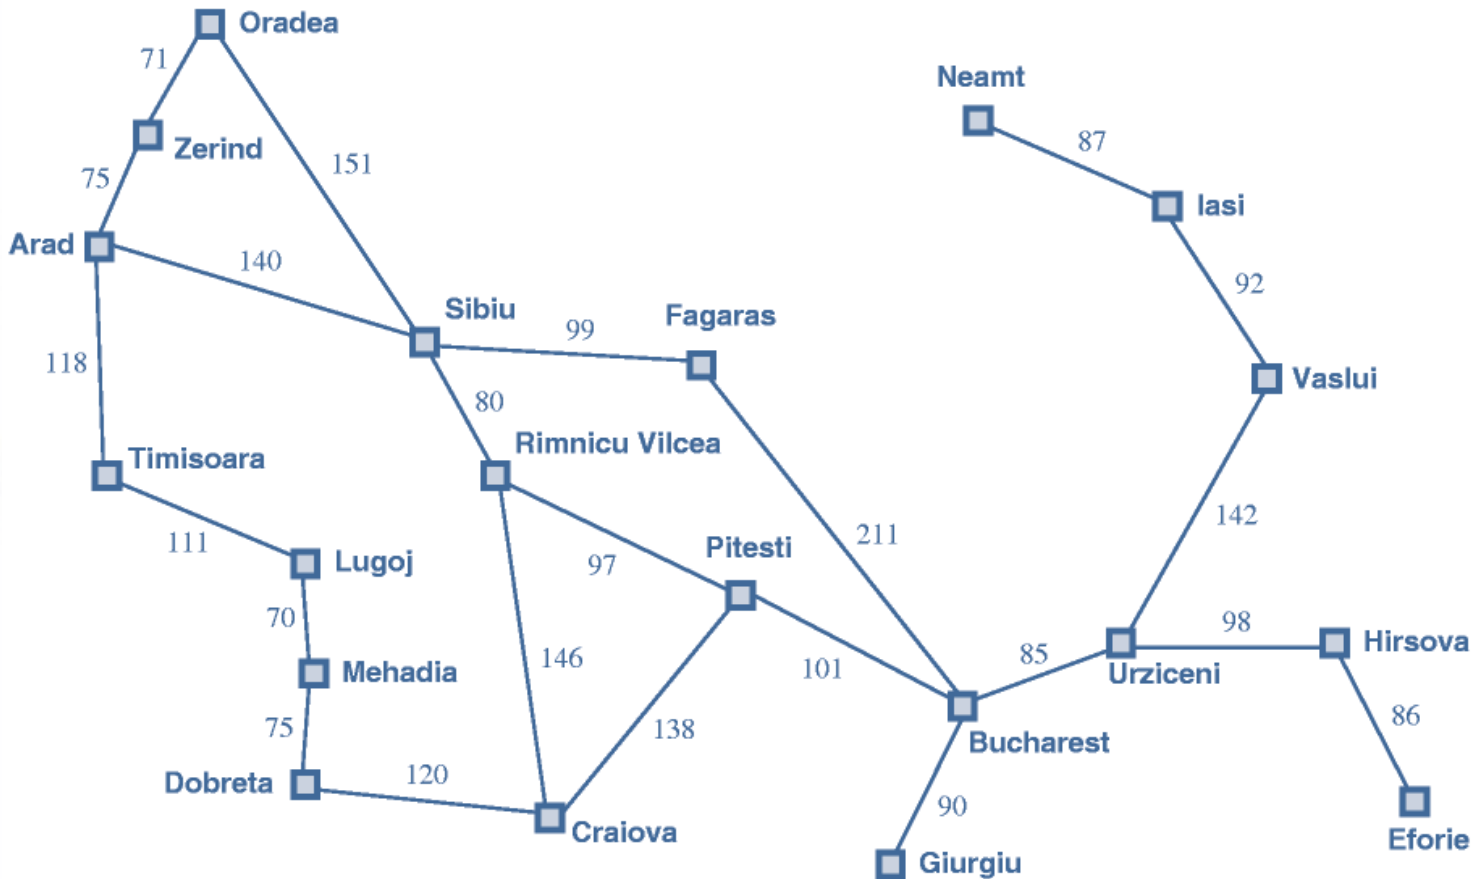 Oradea
71
Neamt
87
Zerind
151
75
Iasi
Arad
140
92
Sibiu
Fagaras
99
118
Vaslui
80
Rimnicu Vilcea
Timisoara
142
211
111
Pitesti
Lugoj
97
70
98
Hirsova
146
85
Urziceni
Mehadia
101
86
75
138
Bucharest
Dobreta
120
90
Craiova
Eforie
Giurgiu